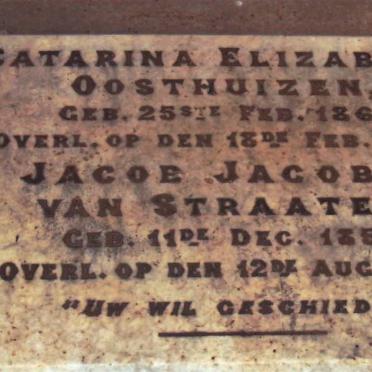 CATARINA ELIZAB
OOSTHUIZEN.
GEB. 25STE FEB. 186
OVERL. OP DEN 18DE FEB.
JACOB JACOB
VAN STRAATE
GEB. 11DE DEC. 185
OVERL. OP DEN 12DE AUG
"UW WIL GESCHIED